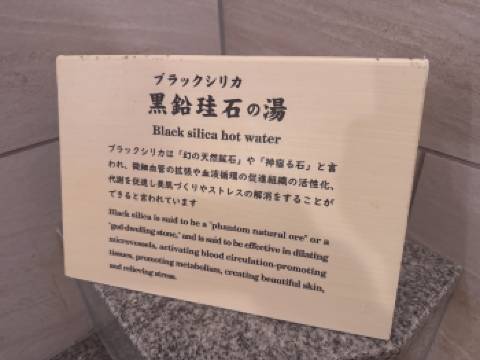 ブラックシリカ
黒鉛珪石の湯
Black silica hot water
ブラックシリカは「幻の天然鉱石」や「神宿る石」と言
われ、微細血管の拡張や血液循環の促進組織の活性化、
代謝を促進し美肌づくりやストレスの解消をすることが
できると言われています
Black silica is said to be a "phantom natural ore" or a
"god-dwelling stone," and is said to be effective in dilating
microvessels, activating blood circulation-promoting
tissues, promoting metabolism, creating beautiful skin,
and relieving stress.